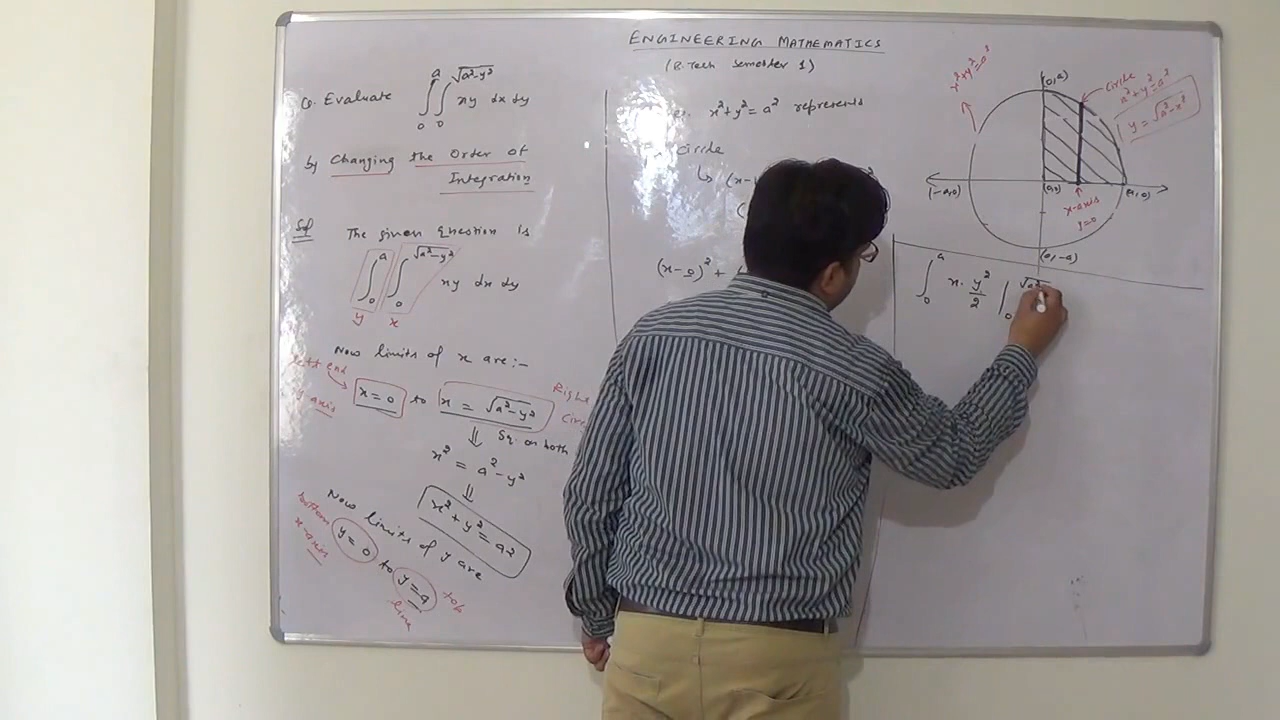 ENGINEERING MATHEMATICS
(B.Tech Semester 1)
Q. Evaluate ∫₀ᵃ ∫₀^√(a²-y²) xy dx dy
by Changing the Order of
Integration
Sol The given question is
∫₀ᵃ ∫₀^√(a²-y²) xy dx dy
y x
Now limits of x are:-
left end
x=0 to x = √(a²-y²) Right
y axis
⇓ Sq. on both
x² = a²-y²
⇓
x²+y²=a²
Now limits of y are
bottom y=0 to y=a top
x-axis
line
x²+y²=a² represents
circle
↳ (x-
(x-0)² +
x²+y²=a²
(0,a)
circle
x²+y²=a²
y=√(a²-x²)
(-a,0) (0,0) (a,0)
x-axis
y=0
(0,-a)
∫₀ᵃ x. y²/2 |₀ √a²